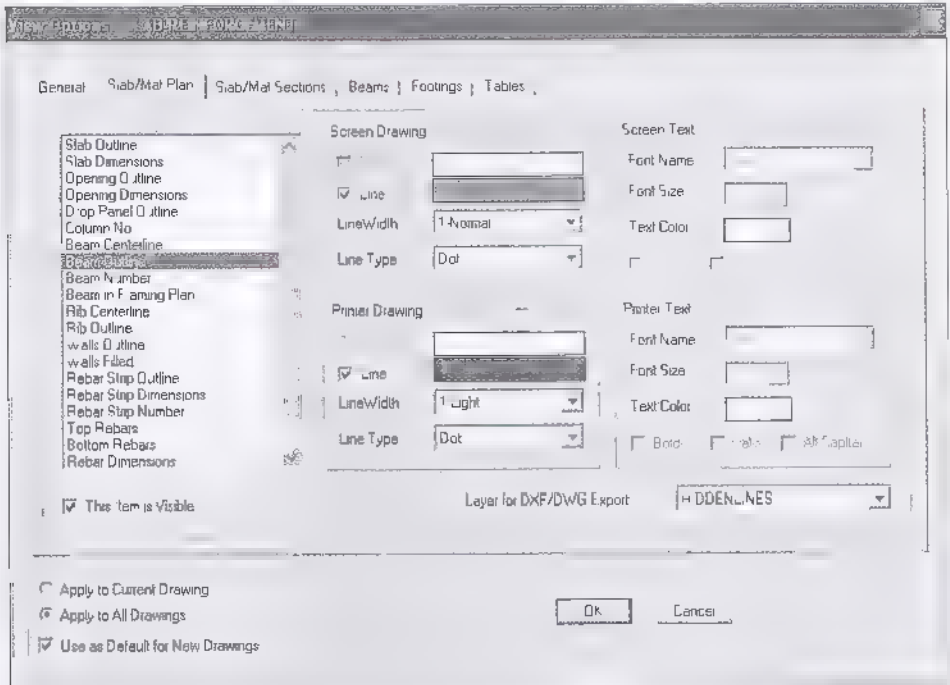 General Slab/Mat Plan Slab/Mat Sections Beams Footings Tables
Slab Outline
Slab Dimensions
Opening Outline
Opening Dimensions
Drop Panel Outline
Column No
Beam Centerline
Beam
Beam Number
Beam in Framing Plan
Rib Centerline
Rib Outline
walls Outline
walls Filled
Rebar Strip Outline
Rebar Strip Dimensions
Rebar Strip Number
Top Rebars
Bottom Rebars
Rebar Dimensions
This Item is Visible
Screen Drawing
Line
LineWidth 1-Normal
Line Type Dot
Printer Drawing
Line
LineWidth 1-Light
Line Type Dot
Screen Text
Font Name
Font Size
Text Color
Printer Text
Font Name
Font Size
Text Color
Bold Italic All Capital
Layer for DXF/DWG Export HIDDENLINES
Apply to Current Drawing
Apply to All Drawings
Use as Default for New Drawings
Ok Cancel